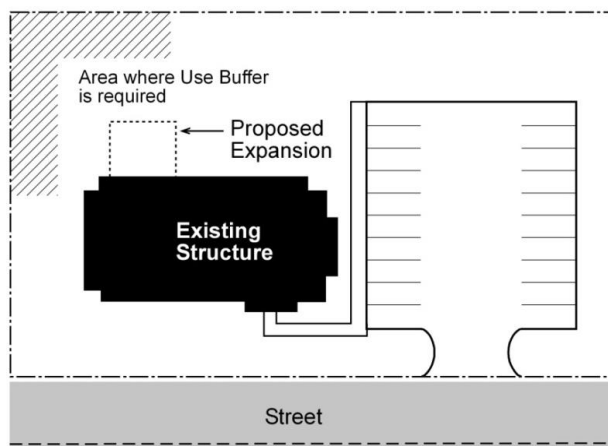 Area where Use Buffer
is required
Proposed
Expansion
Existing
Structure
Street